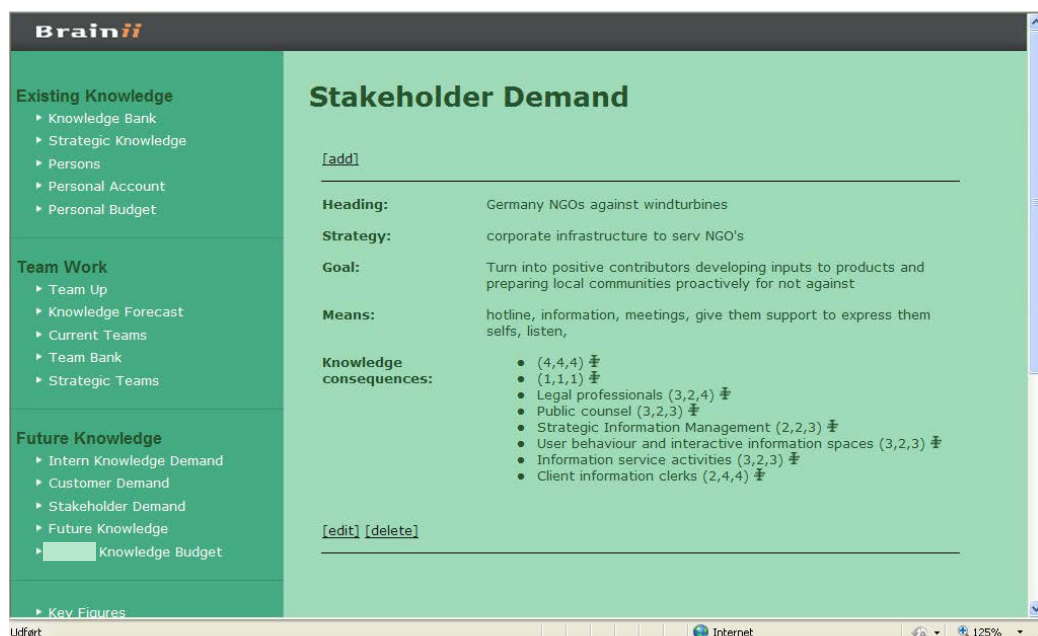 Brainii
Existing Knowledge
Knowledge Bank
Strategic Knowledge
Persons
Personal Account
Personal Budget
Team Work
Team Up
Knowledge Forecast
Current Teams
Team Bank
Strategic Teams
Future Knowledge
Intern Knowledge Demand
Customer Demand
Stakeholder Demand
Future Knowledge
Knowledge Budget
Key Figures
Stakeholder Demand
[add]
Heading: Germany NGOs against windturbines
Strategy: corporate infrastructure to serv NGO's
Goal: Turn into positive contributors developing inputs to products and
preparing local communities proactively for not against
Means: hotline, information, meetings, give them support to express them
selfs, listen,
Knowledge
consequences:
• (4,4,4)
• (1,1,1)
• Legal professionals (3,2,4)
• Public counsel (3,2,3)
• Strategic Information Management (2,2,3)
• User behaviour and interactive information spaces (3,2,3)
• Information service activities (3,2,3)
• Client information clerks (2,4,4)
[edit] [delete]
Udført Internet 125%